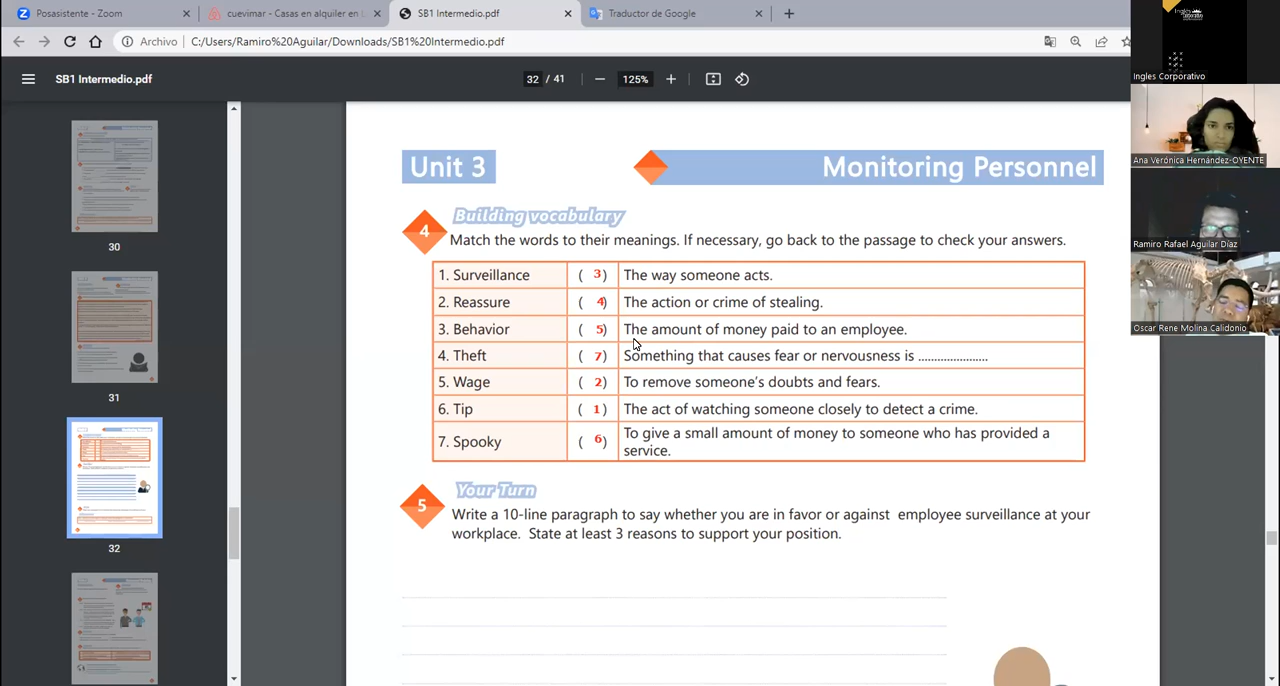 Posasistente - Zoom
cuevimar - Casas en alquiler en
SB1 Intermedio.pdf
Traductor de Google
Archivo
C:/Users/Ramiro%20Aguilar/Downloads/SB1%20Intermedio.pdf
SB1 Intermedio.pdf
32 / 41
125%
Ingles Corporativo
Ana Verónica Hernández-OYENTE
Ramiro Rafael Aguilar Díaz
Oscar Rene Molina Calidonio
30
31
32
Unit 3
Monitoring Personnel
4
Building vocabulary
Match the words to their meanings. If necessary, go back to the passage to check your answers.
1. Surveillance ( 3 ) The way someone acts.
2. Reassure ( 4 ) The action or crime of stealing.
3. Behavior ( 5 ) The amount of money paid to an employee.
4. Theft ( 7 ) Something that causes fear or nervousness is ......................
5. Wage ( 2 ) To remove someone's doubts and fears.
6. Tip ( 1 ) The act of watching someone closely to detect a crime.
7. Spooky ( 6 ) To give a small amount of money to someone who has provided a
service.
5
Your Turn
Write a 10-line paragraph to say whether you are in favor or against employee surveillance at your
workplace. State at least 3 reasons to support your position.